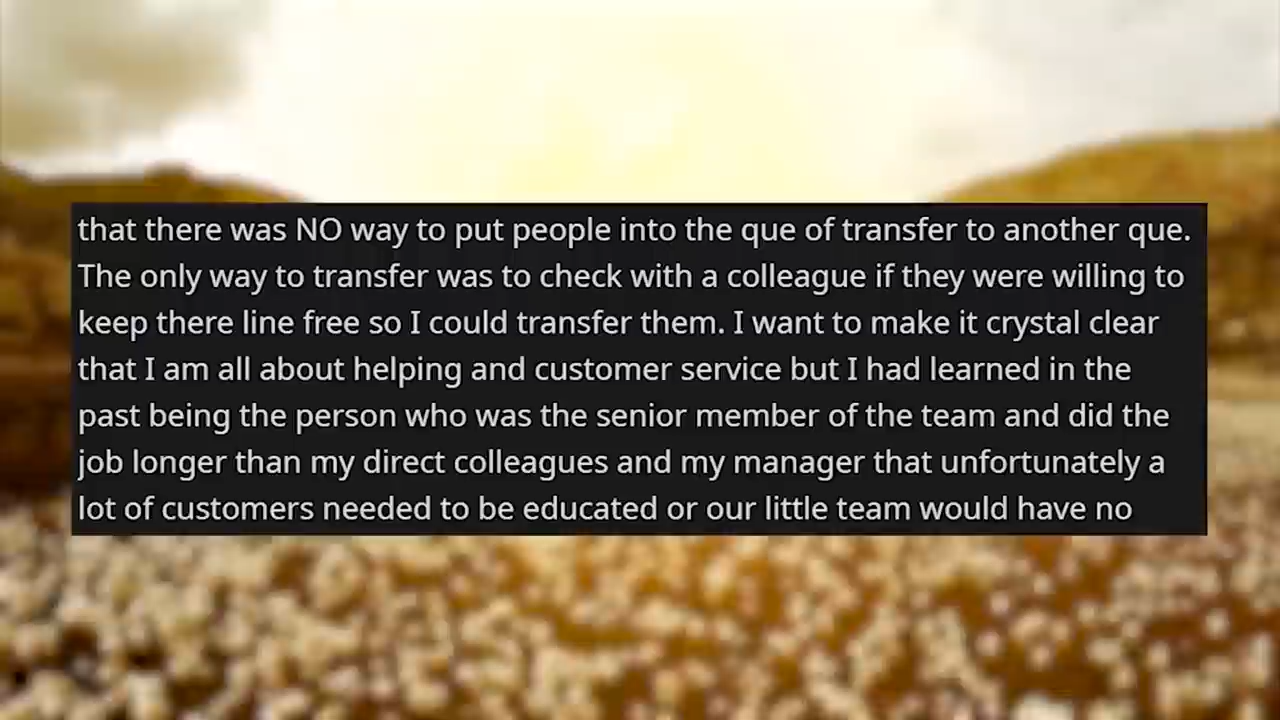 that there was NO way to put people into the que of transfer to another que.
The only way to transfer was to check with a colleague if they were willing to
keep there line free so I could transfer them. I want to make it crystal clear
that I am all about helping and customer service but I had learned in the
past being the person who was the senior member of the team and did the
job longer than my direct colleagues and my manager that unfortunately a
lot of customers needed to be educated or our little team would have no